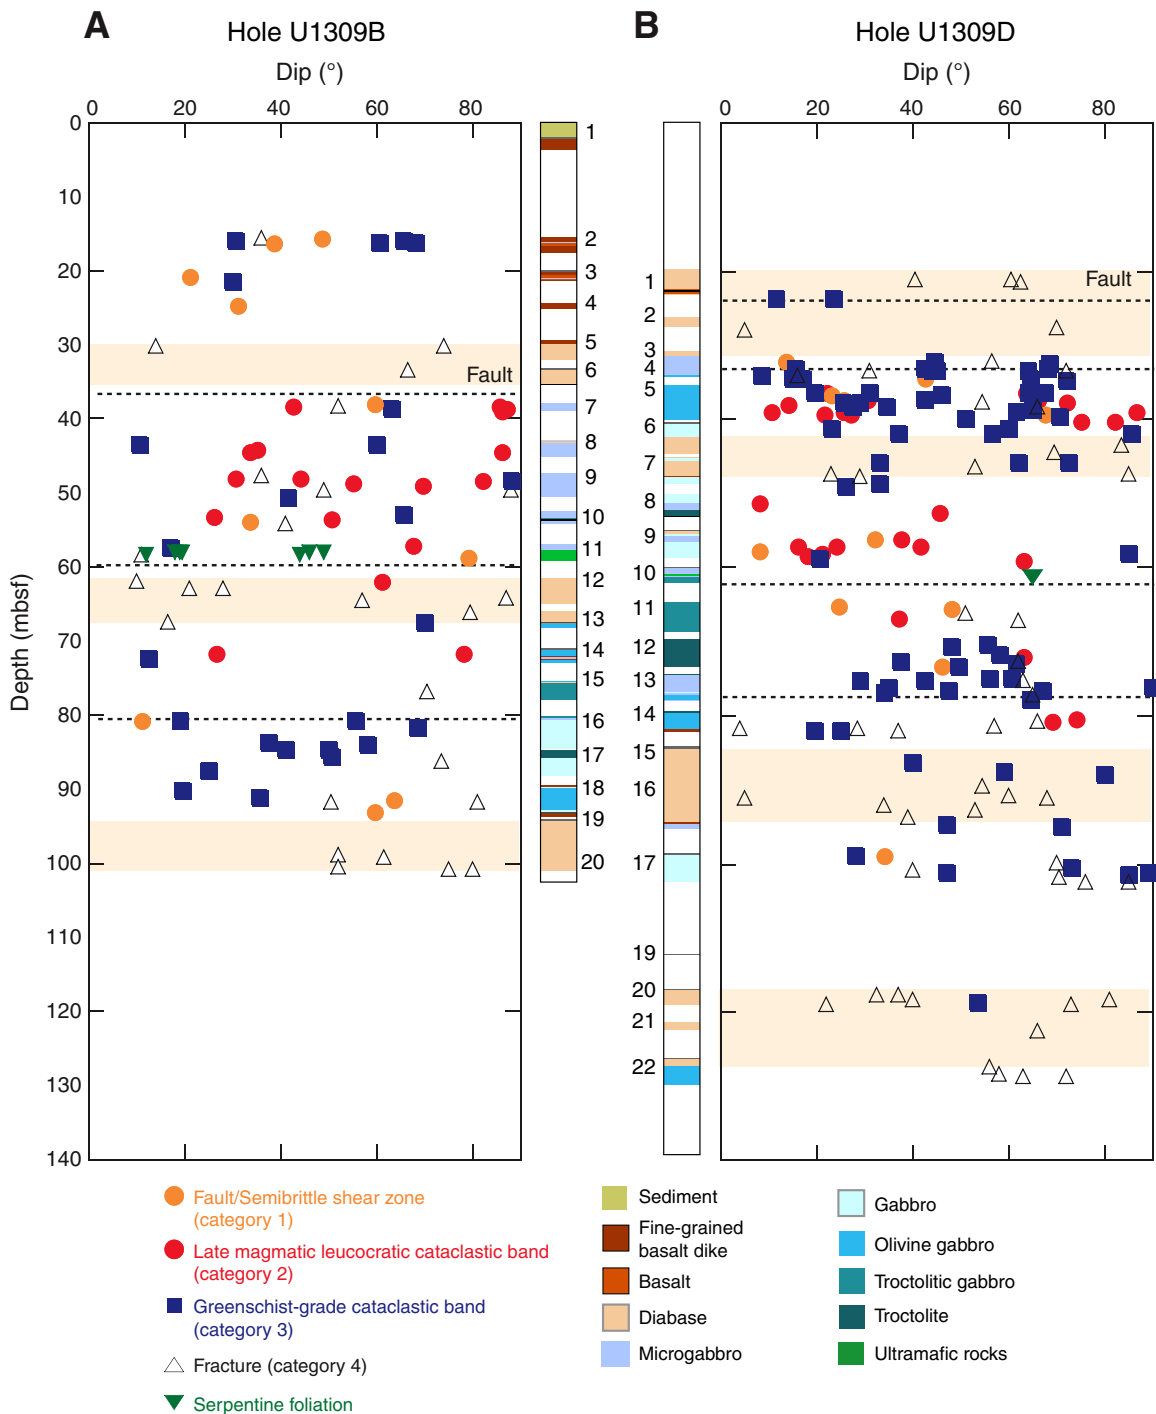 A
Hole U1309B
B
Hole U1309D
Dip (°)
Dip (°)
0 20 40 60 80
0 20 40 60 80
Depth (mbsf)
0
10
20
30
40
50
60
70
80
90
100
110
120
130
140
Fault
1
2
3
4
5
6
7
8
9
10
11
12
13
14
15
16
17
18
19
20
1
2
3
4
5
6
7
8
9
10
11
12
13
14
15
16
17
19
20
21
22
Fault
Fault/Semibrittle shear zone
(category 1)
Late magmatic leucocratic cataclastic band
(category 2)
Greenschist-grade cataclastic band
(category 3)
Fracture (category 4)
Serpentine foliation
Sediment
Fine-grained
basalt dike
Basalt
Diabase
Microgabbro
Gabbro
Olivine gabbro
Troctolitic gabbro
Troctolite
Ultramafic rocks